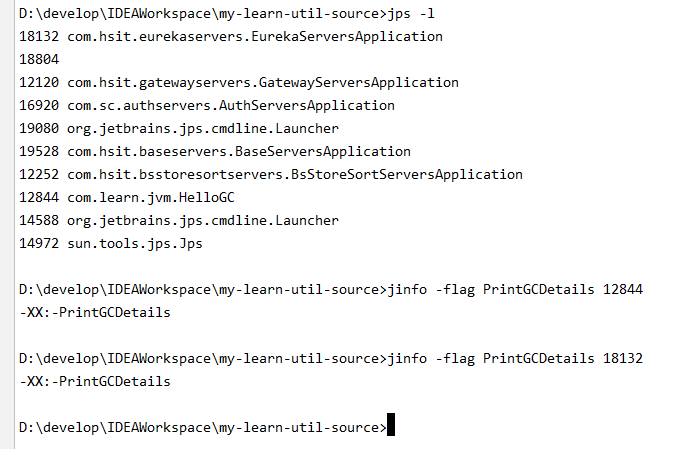 D:\develop\IDEAWorkspace\my-learn-util-source>jps -l
18132 com.hsit.eurekaservers.EurekaServersApplication
18804
12120 com.hsit.gatewayservers.GatewayServersApplication
16920 com.sc.authservers.AuthServersApplication
19080 org.jetbrains.jps.cmdline.Launcher
19528 com.hsit.baseservers.BaseServersApplication
12252 com.hsit.bsstoresortservers.BsStoreSortServersApplication
12844 com.learn.jvm.HelloGC
14588 org.jetbrains.jps.cmdline.Launcher
14972 sun.tools.jps.Jps
D:\develop\IDEAWorkspace\my-learn-util-source>jinfo -flag PrintGCDetails 12844
-XX:-PrintGCDetails
D:\develop\IDEAWorkspace\my-learn-util-source>jinfo -flag PrintGCDetails 18132
-XX:-PrintGCDetails
D:\develop\IDEAWorkspace\my-learn-util-source>